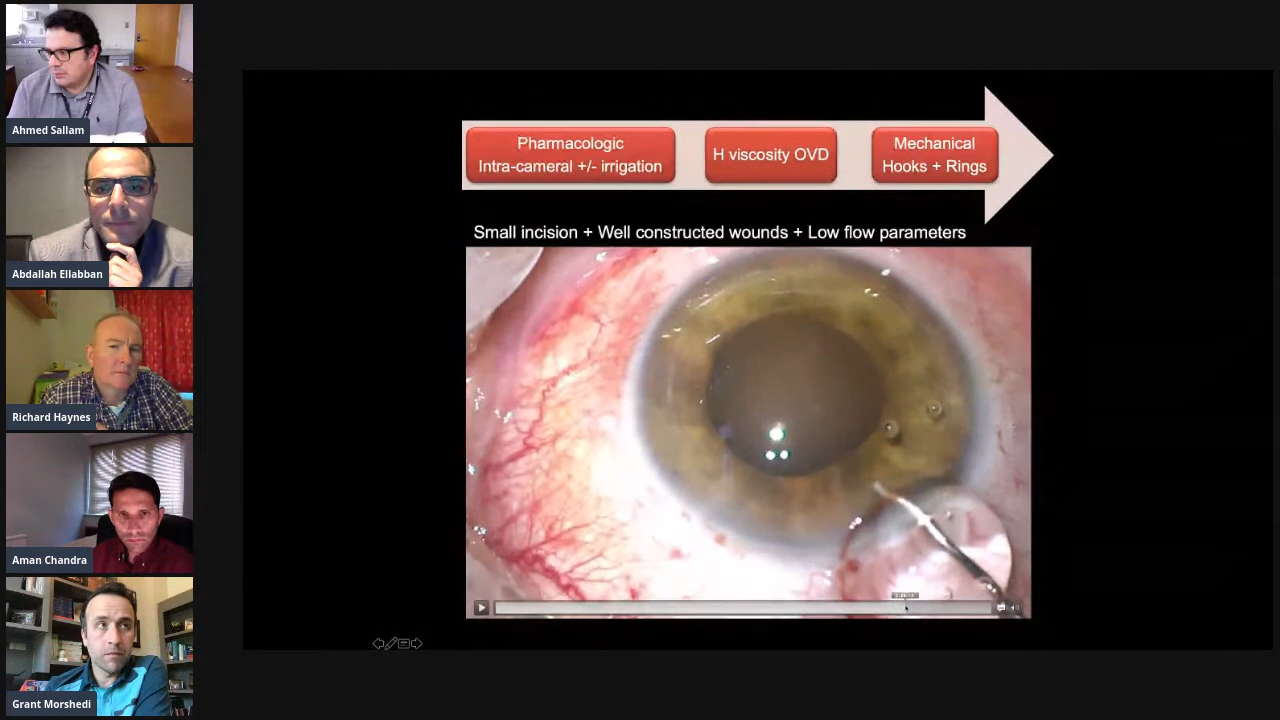 Ahmed Sallam
Abdallah Ellabban
Richard Haynes
Aman Chandra
Grant Morshedi
Pharmacologic
Intra-cameral +/- irrigation
H viscosity OVD
Mechanical
Hooks + Rings
Small incision + Well constructed wounds + Low flow parameters